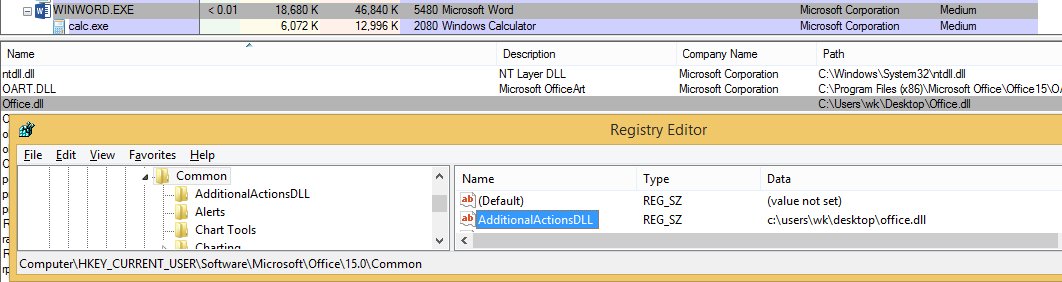 WINWORD.EXE < 0.01 18,680 K 46,840 K 5480 Microsoft Word Microsoft Corporation Medium
calc.exe 6,072 K 12,996 K 2080 Windows Calculator Microsoft Corporation Medium
Name Description Company Name Path
ntdll.dll NT Layer DLL Microsoft Corporation C:\Windows\System32\ntdll.dll
OART.DLL Microsoft OfficeArt Microsoft Corporation C:\Program Files (x86)\Microsoft Office\Office15\OA
Office.dll C:\Users\wk\Desktop\Office.dll
Registry Editor
File Edit View Favorites Help
Common
AdditionalActionsDLL
Alerts
Chart Tools
Charting
Name Type Data
(Default) REG_SZ (value not set)
AdditionalActionsDLL REG_SZ c:\users\wk\desktop\office.dll
Computer\HKEY_CURRENT_USER\Software\Microsoft\Office\15.0\Common